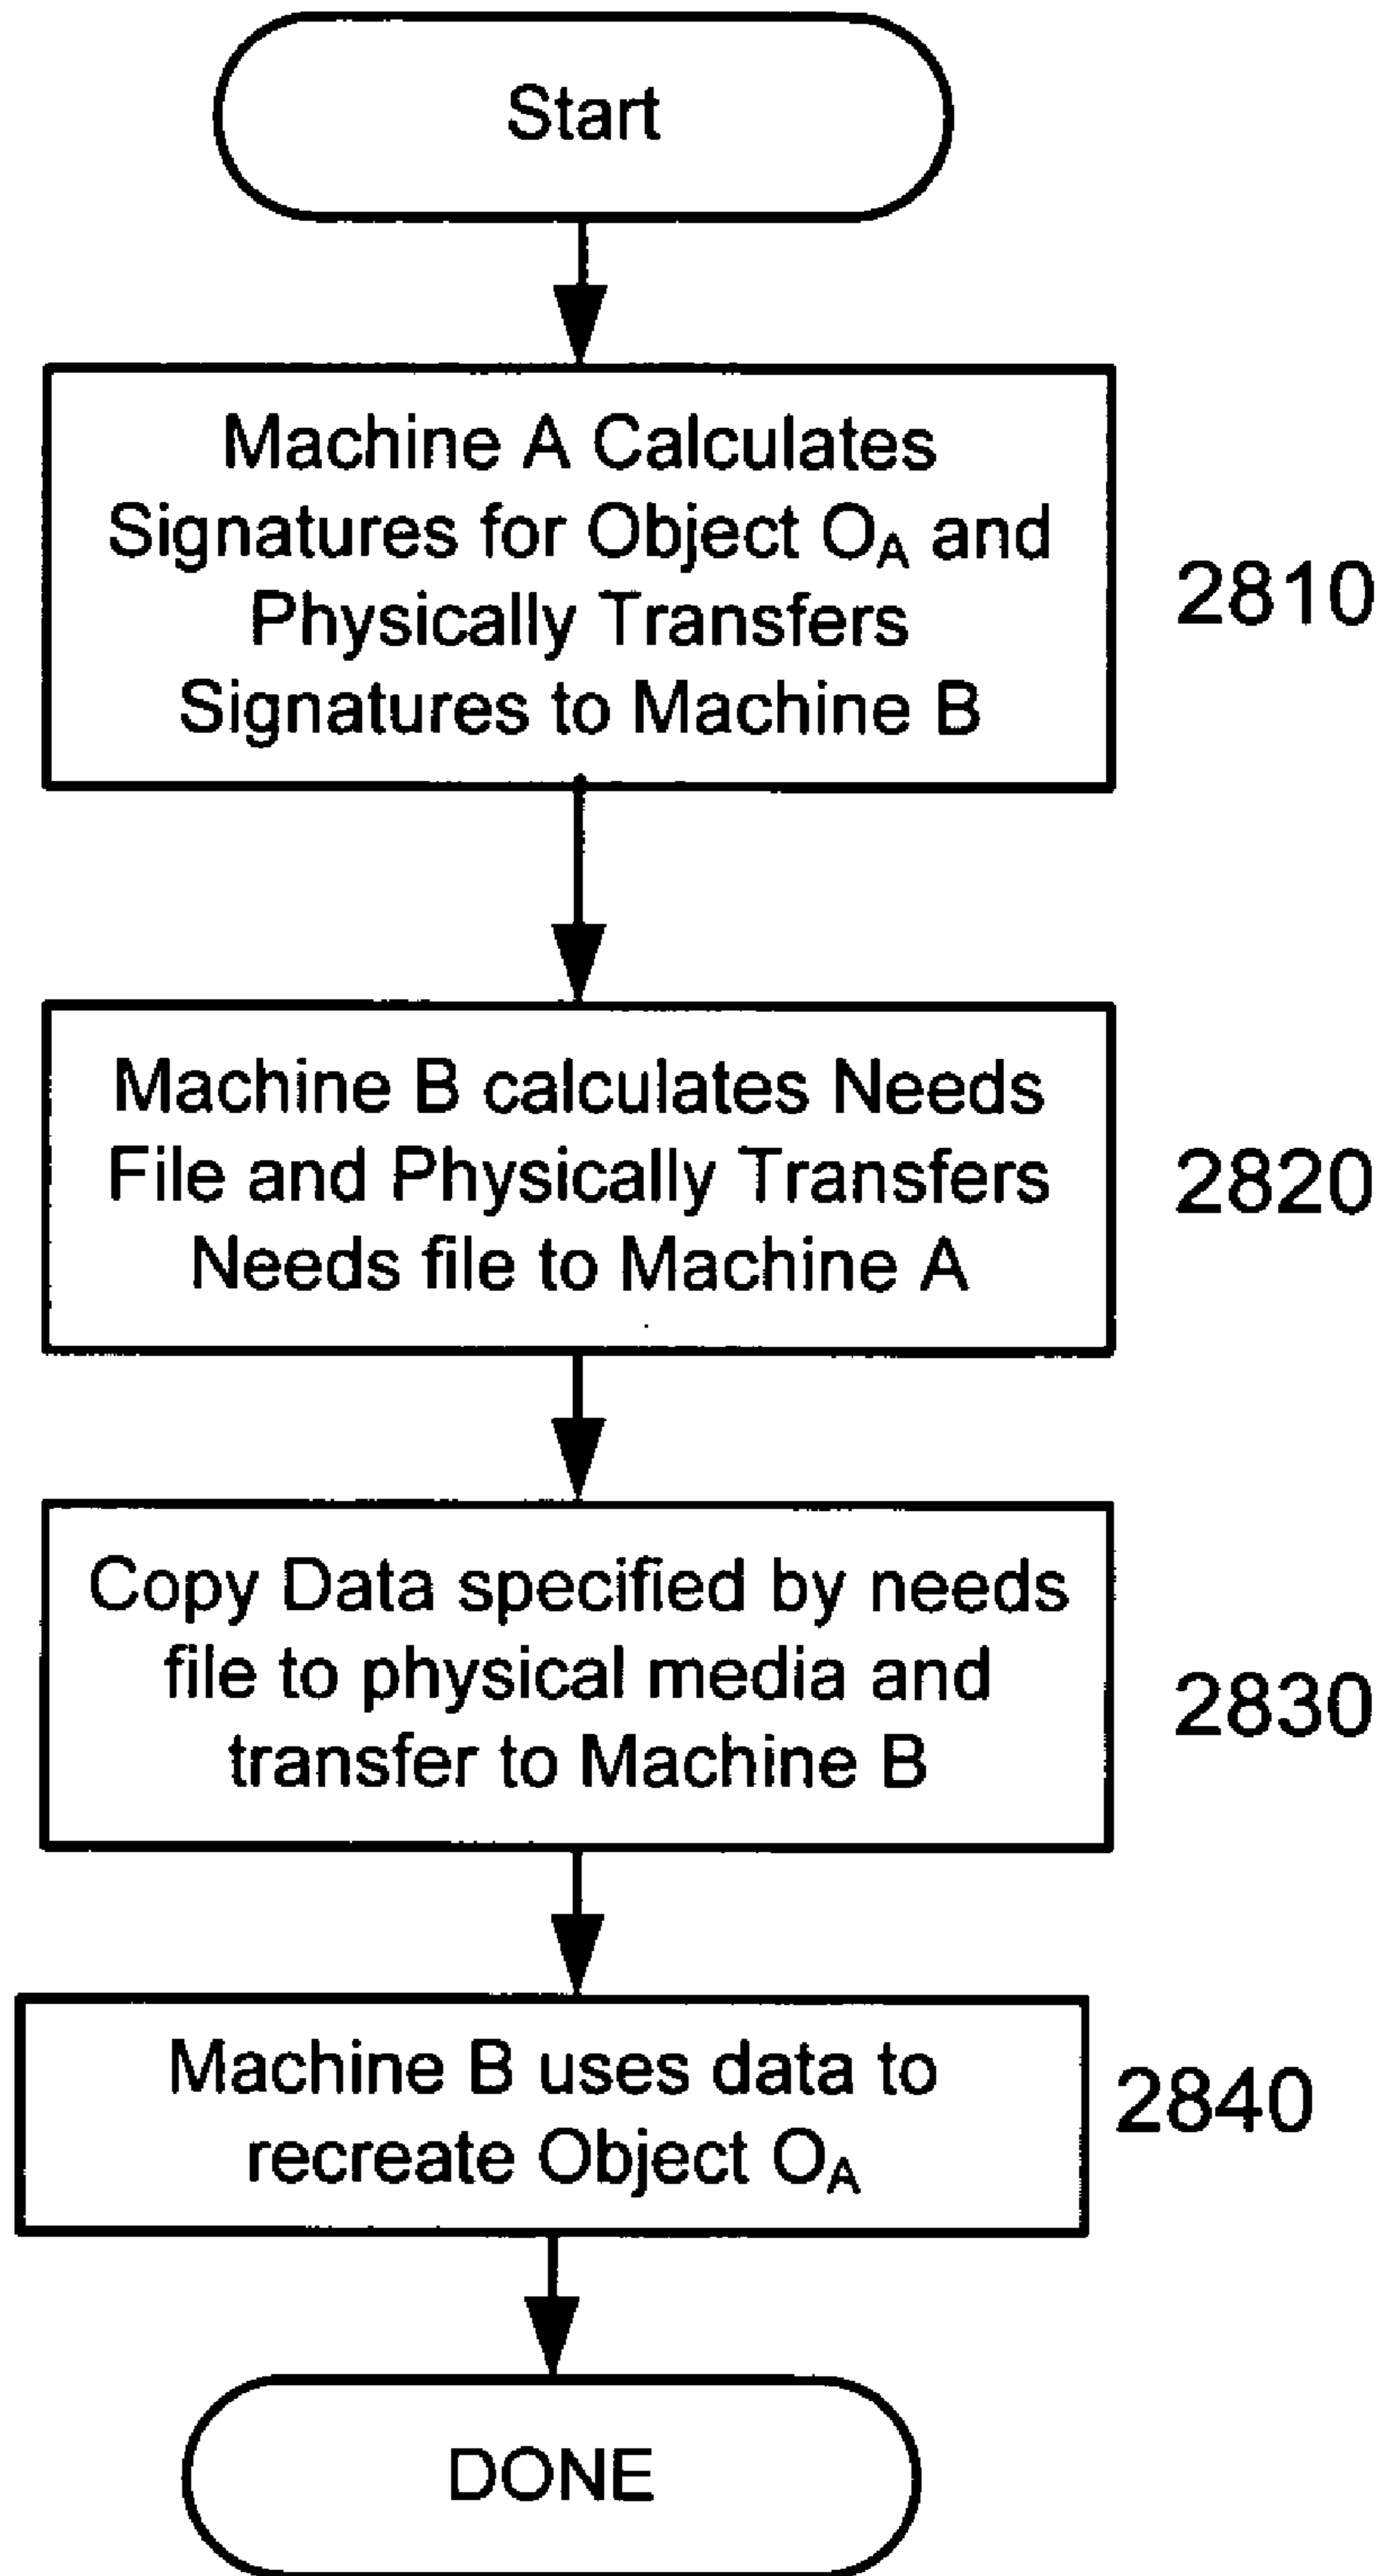 Start
Machine A Calculates
Signatures for Object OA and
Physically Transfers
Signatures to Machine B
2810
Machine B calculates Needs
File and Physically Transfers
Needs file to Machine A
2820
Copy Data specified by needs
file to physical media and
transfer to Machine B
2830
Machine B uses data to
recreate Object OA
2840
DONE